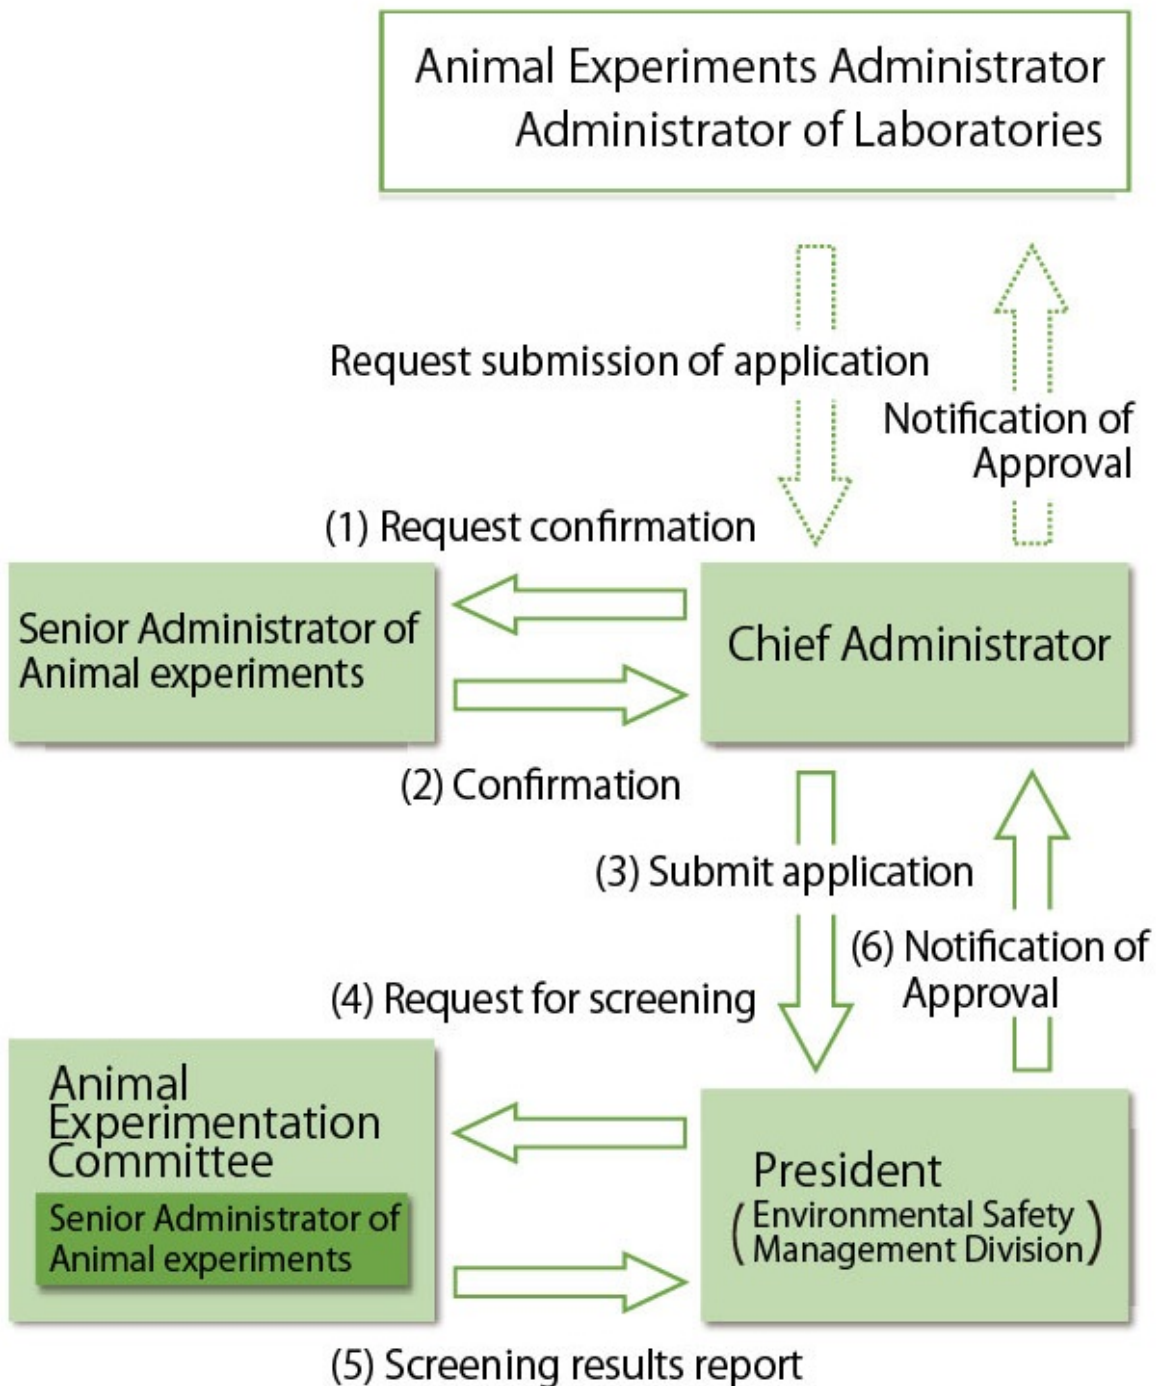 Animal Experiments Administrator
Administrator of Laboratories
Request submission of application
Notification of
Approval
(1) Request confirmation
Senior Administrator of
Animal experiments
Chief Administrator
(2) Confirmation
(3) Submit application
(6) Notification of
Approval
(4) Request for screening
Animal
Experimentation
Committee
Senior Administrator of
Animal experiments
President
(Environmental Safety
Management Division)
(5) Screening results report